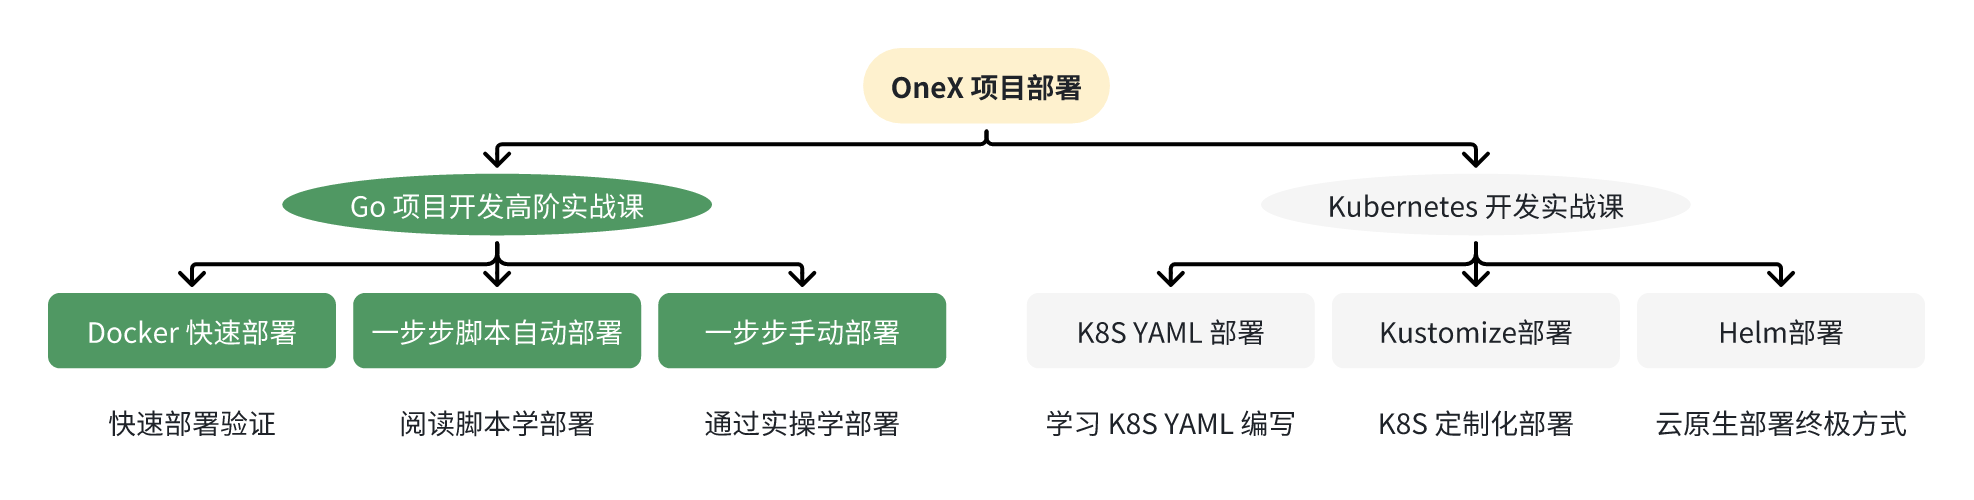 OneX 项目部署
Go 项目开发高阶实战课
Kubernetes 开发实战课
Docker 快速部署
一步步脚本自动部署
一步步手动部署
K8S YAML 部署
Kustomize部署
Helm部署
快速部署验证
阅读脚本学部署
通过实操学部署
学习 K8S YAML 编写
K8S 定制化部署
云原生部署终极方式